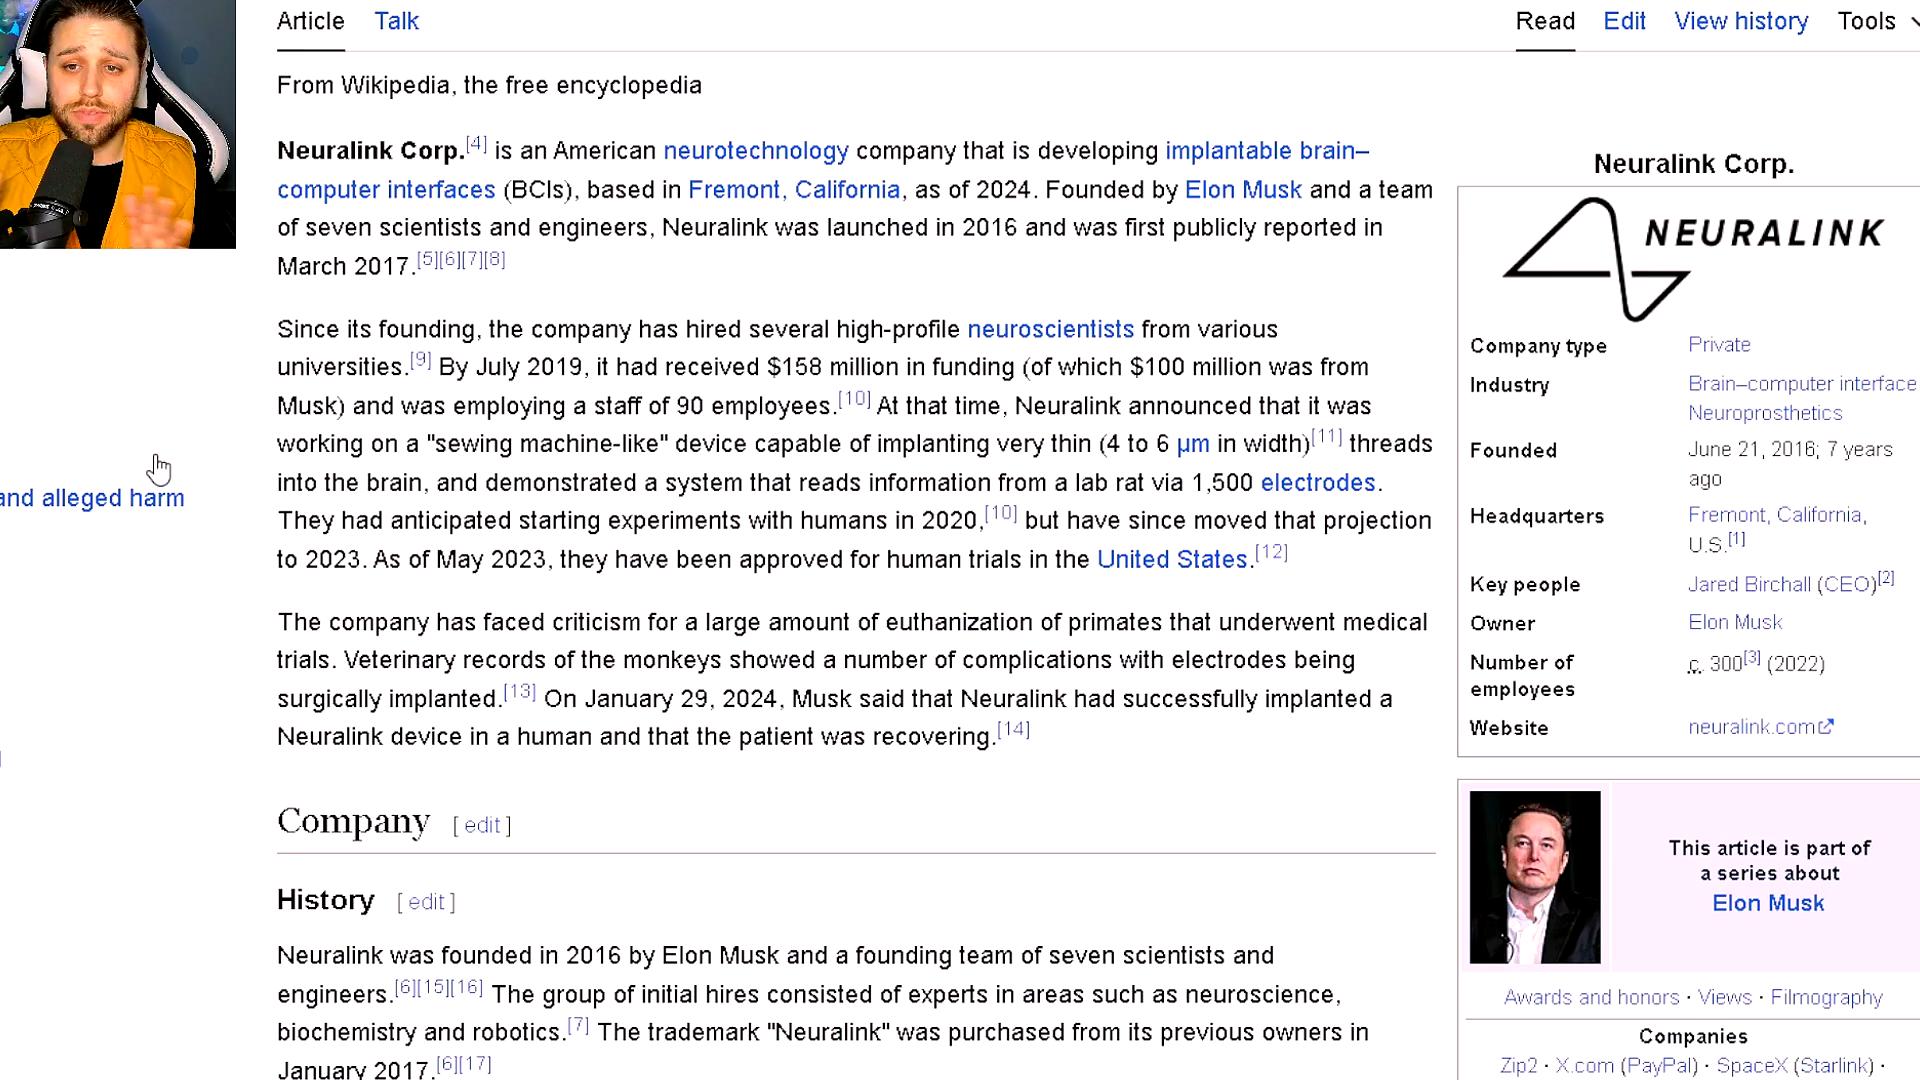 Article Talk Read Edit View history Tools
From Wikipedia, the free encyclopedia
Neuralink Corp.[4] is an American neurotechnology company that is developing implantable brain–
computer interfaces (BCIs), based in Fremont, California, as of 2024. Founded by Elon Musk and a team
of seven scientists and engineers, Neuralink was launched in 2016 and was first publicly reported in
March 2017.[5][6][7][8]
Since its founding, the company has hired several high-profile neuroscientists from various
universities.[9] By July 2019, it had received $158 million in funding (of which $100 million was from
Musk) and was employing a staff of 90 employees.[10] At that time, Neuralink announced that it was
working on a "sewing machine-like" device capable of implanting very thin (4 to 6 μm in width)[11] threads
into the brain, and demonstrated a system that reads information from a lab rat via 1,500 electrodes.
They had anticipated starting experiments with humans in 2020,[10] but have since moved that projection
to 2023. As of May 2023, they have been approved for human trials in the United States.[12]
The company has faced criticism for a large amount of euthanization of primates that underwent medical
trials. Veterinary records of the monkeys showed a number of complications with electrodes being
surgically implanted.[13] On January 29, 2024, Musk said that Neuralink had successfully implanted a
Neuralink device in a human and that the patient was recovering.[14]
Company [ edit ]
History [ edit ]
Neuralink was founded in 2016 by Elon Musk and a founding team of seven scientists and
engineers.[6][15][16] The group of initial hires consisted of experts in areas such as neuroscience,
biochemistry and robotics.[7] The trademark "Neuralink" was purchased from its previous owners in
January 2017.[6][17]
and alleged harm
Neuralink Corp.
NEURALINK
Company type Private
Industry Brain–computer interface
Neuroprosthetics
Founded June 21, 2016; 7 years
ago
Headquarters Fremont, California,
U.S.[1]
Key people Jared Birchall (CEO)[2]
Owner Elon Musk
Number of c. 300[3] (2022)
employees
Website neuralink.com
This article is part of
a series about
Elon Musk
Awards and honors · Views · Filmography
Companies
Zip2 · X.com (PayPal) · SpaceX (Starlink) ·